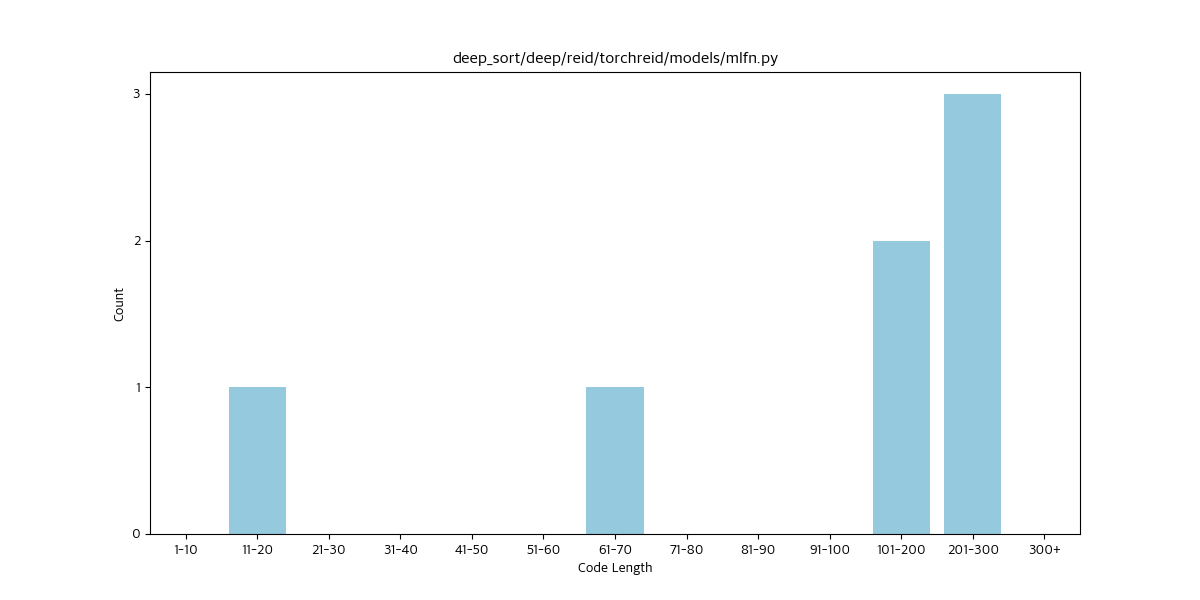 deep_sort/deep/reid/torchreid/models/mlfn.py
3
2
1
0
Count
1-10 11-20 21-30 31-40 41-50 51-60 61-70 71-80 81-90 91-100 101-200 201-300 300+
Code Length